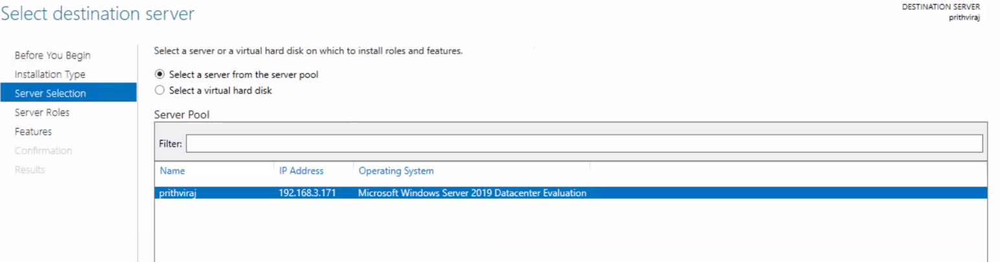 Select destination server
DESTINATION SERVER
prithviraj
Before You Begin
Installation Type
Server Selection
Server Roles
Features
Confirmation
Results
Select a server or a virtual hard disk on which to install roles and features.
Select a server from the server pool
Select a virtual hard disk
Server Pool
Filter:
Name IP Address Operating System
prithviraj 192.168.3.171 Microsoft Windows Server 2019 Datacenter Evaluation